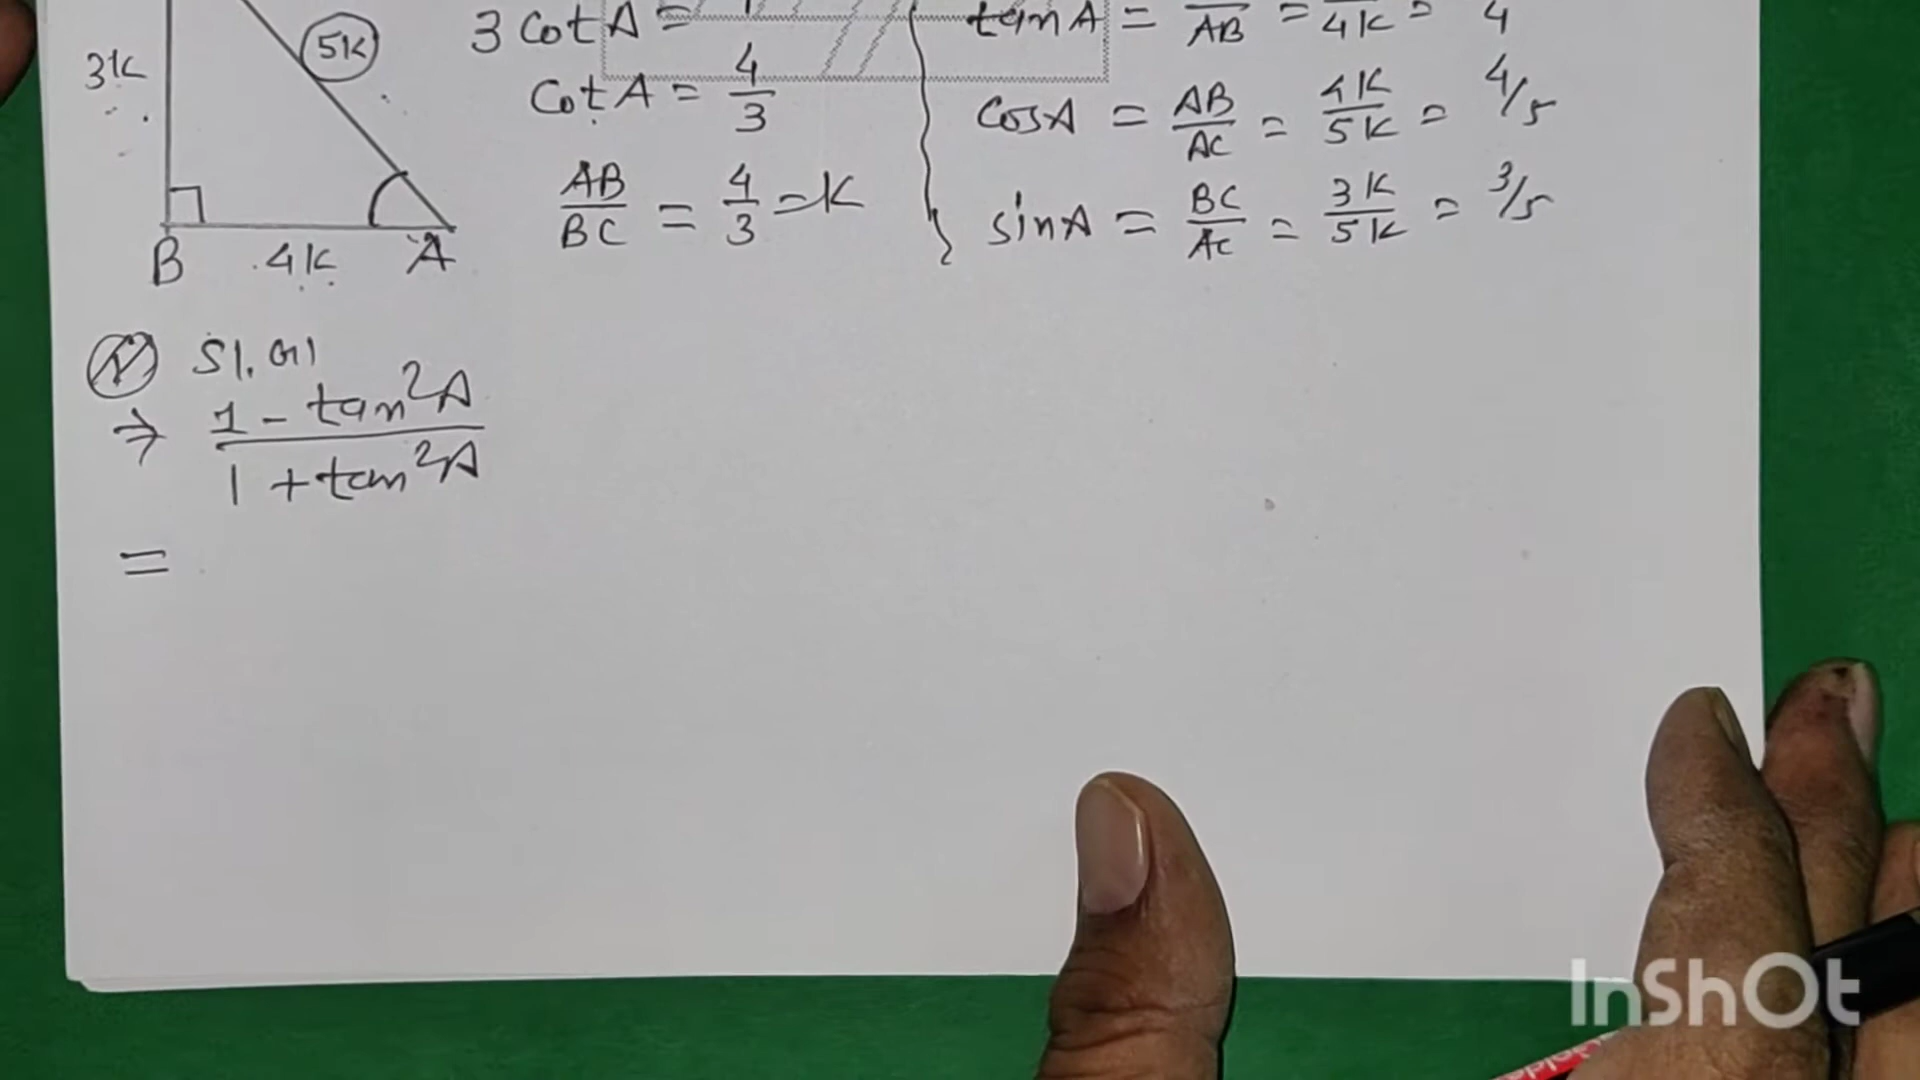 3K
5K
B 4K A
3 cot A =
cot A = 4/3
AB/BC = 4/3 = K
tan A = /AB = /4K = 4
cos A = AB/AC = 4K/5K = 4/5
sin A = BC/AC = 3K/5K = 3/5
⇒ 1 - tan²A / 1 + tan²A
=
InShOt